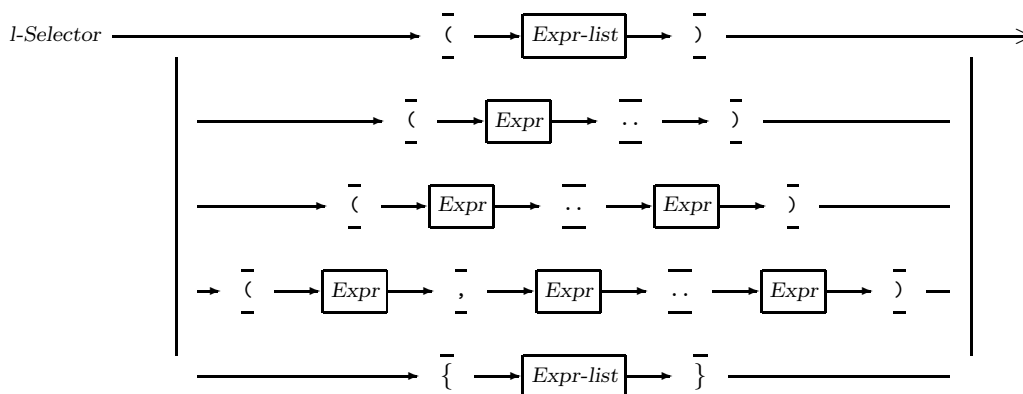 l-Selector ( Expr-list )
( Expr .. )
( Expr .. Expr )
( Expr , Expr .. Expr )
{ Expr-list }